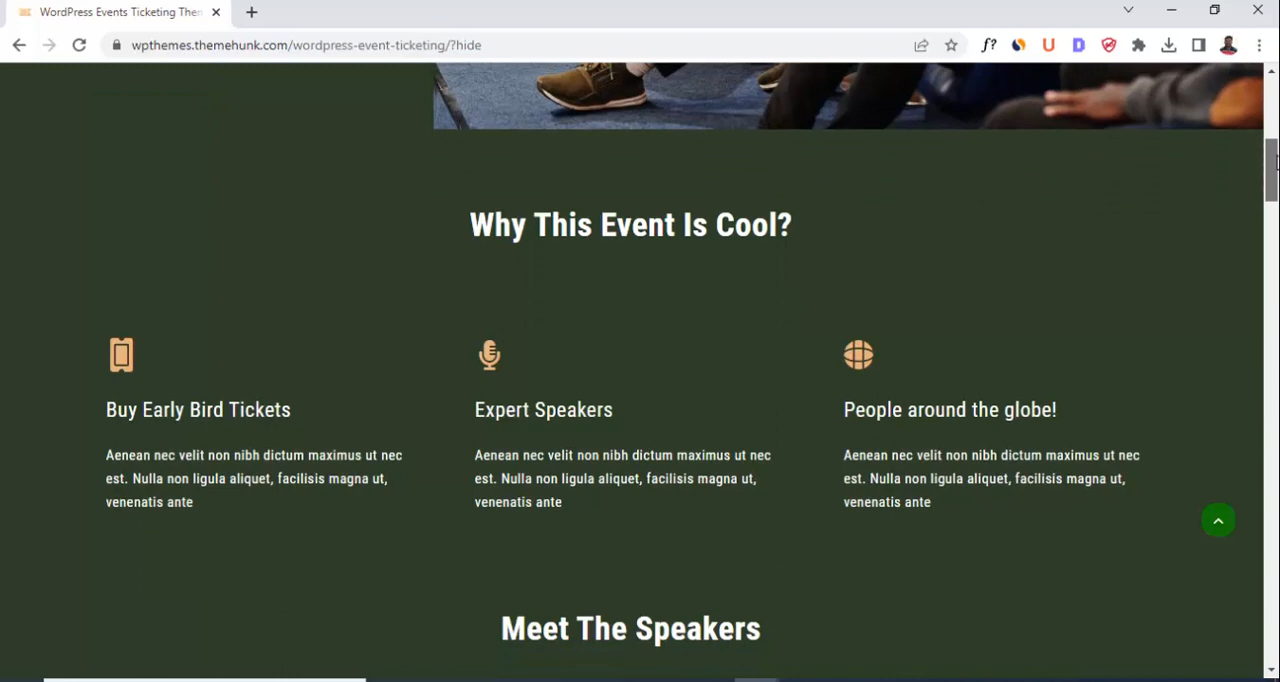 WordPress Events Ticketing Them
wpthemes.themehunk.com/wordpress-event-ticketing/?hide
f?
U
D
Why This Event Is Cool?
Buy Early Bird Tickets
Aenean nec velit non nibh dictum maximus ut nec
est. Nulla non ligula aliquet, facilisis magna ut,
venenatis ante
Expert Speakers
Aenean nec velit non nibh dictum maximus ut nec
est. Nulla non ligula aliquet, facilisis magna ut,
venenatis ante
People around the globe!
Aenean nec velit non nibh dictum maximus ut nec
est. Nulla non ligula aliquet, facilisis magna ut,
venenatis ante
Meet The Speakers